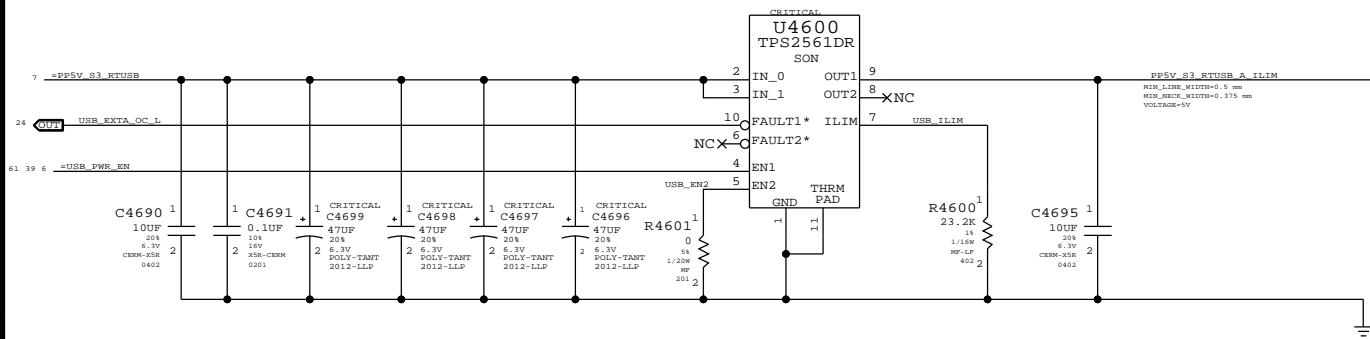 CRITICAL
U4600
TPS2561DR
SON
7 =PP5V_S3_RTUSB
2 IN_0 OUT1 9
PP5V_S3_RTUSB_A_ILIM
MIN_LINE_WIDTH=0.5 mm
MIN_NECK_WIDTH=0.375 mm
VOLTAGE=5V
3 IN_1 OUT2 8 NC
24 OUT USB_EXTA_OC_L
10 FAULT1* ILIM 7 USB_ILIM
NC 6 FAULT2*
61 39 6 =USB_PWR_EN
4 EN1
USB_EN2 5 EN2
THRM
PAD
GND
1
11
C4690 1
10UF
20%
6.3V 2
CERM-X5R
0402
1 C4691
0.1UF
10%
2 16V
X5R-CERM
0201
1 + CRITICAL
C4699
47UF
20%
2 6.3V
POLY-TANT
2012-LLP
1 + CRITICAL
C4698
47UF
20%
2 6.3V
POLY-TANT
2012-LLP
1 + CRITICAL
C4697
47UF
20%
2 6.3V
POLY-TANT
2012-LLP
1 + CRITICAL
C4696
47UF
20%
2 6.3V
POLY-TANT
2012-LLP
R4601 1
0
5%
1/20W
MF
201 2
R4600 1
23.2K
1%
1/16W
MF-LF
402 2
C4695 1
10UF
20%
6.3V 2
CERM-X5R
0402